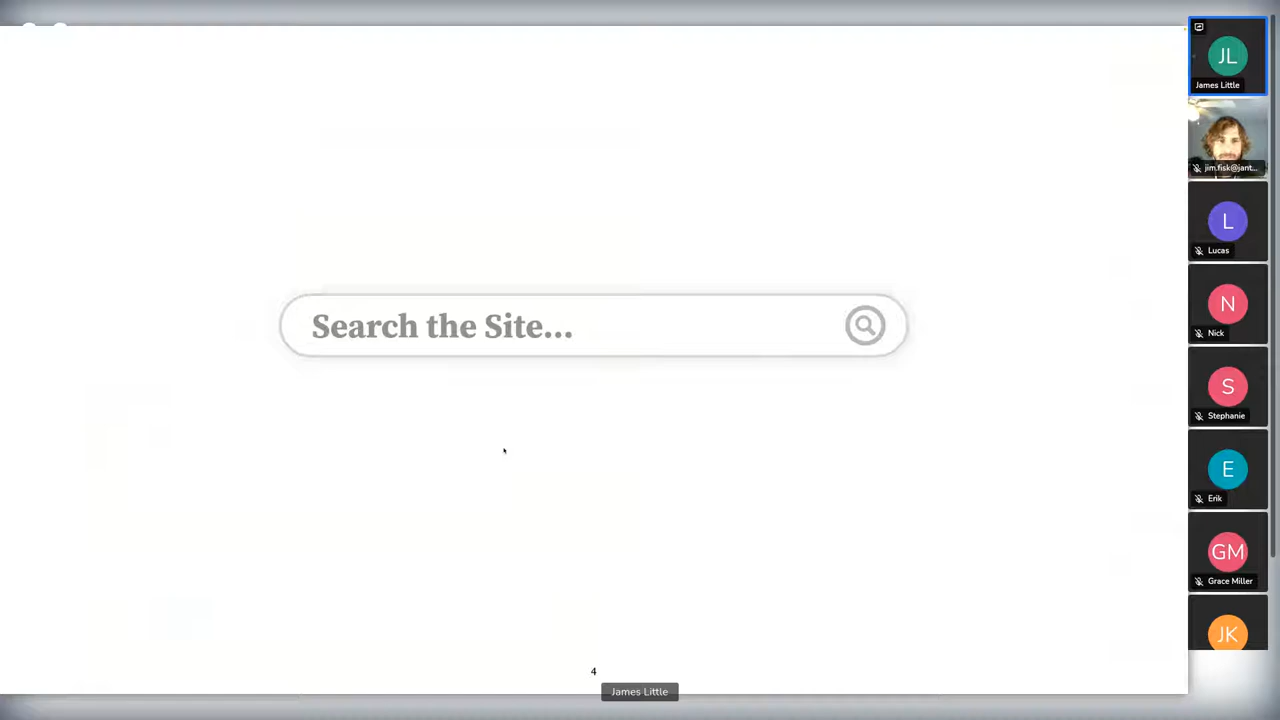 JL
James Little
jim.fisk@jant...
L
Lucas
Search the Site...
N
Nick
S
Stephanie
E
Erik
GM
Grace Miller
JK
4
James Little